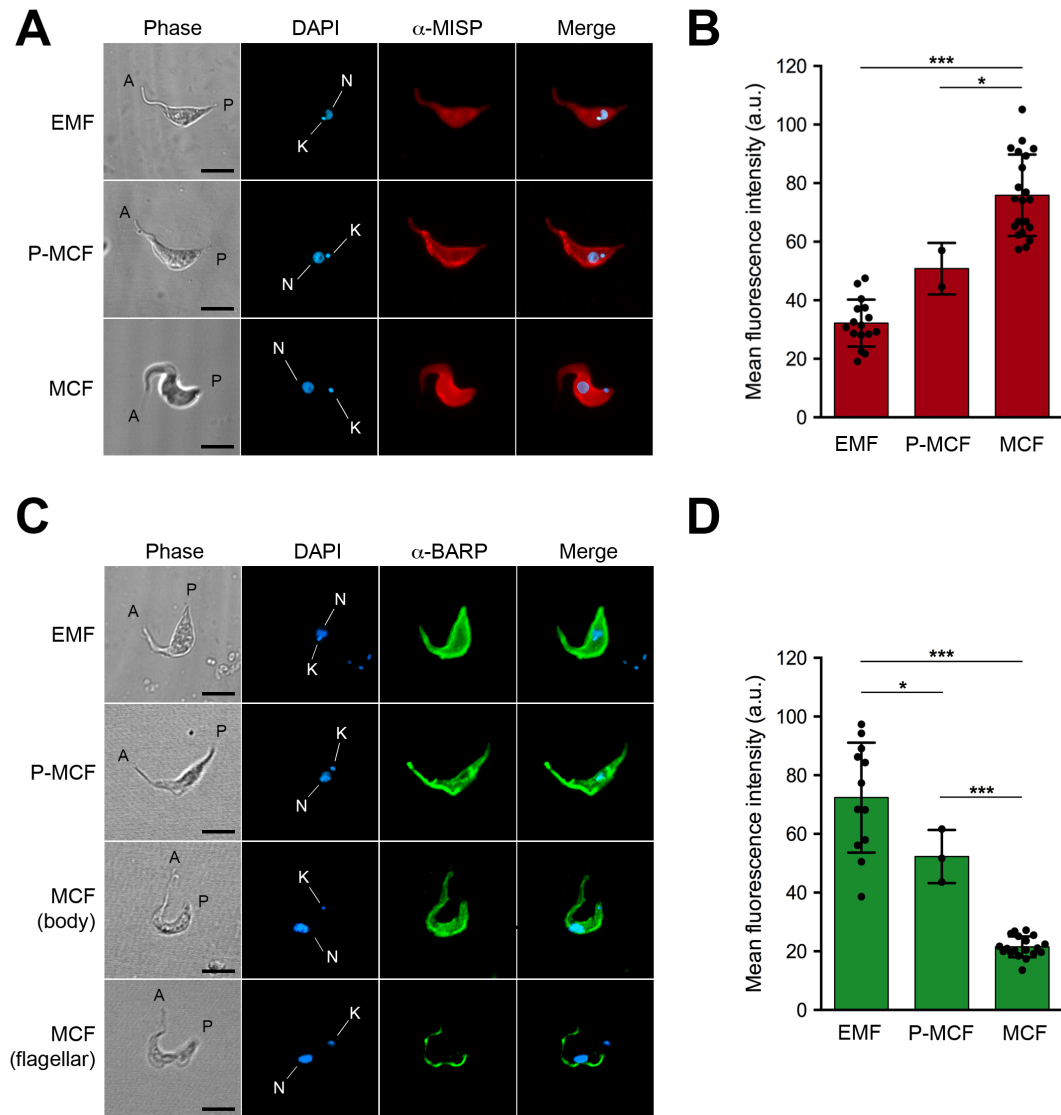 A
Phase DAPI α-MISP Merge
EMF
A
P
N
K
P-MCF
A
P
K
N
MCF
A
P
N
K
B
Mean fluorescence intensity (a.u.)
120
100
80
60
40
20
0
***
*
EMF P-MCF MCF
C
Phase DAPI α-BARP Merge
EMF
A
P
N
K
P-MCF
A
P
K
N
MCF
(body)
A
P
K
N
MCF
(flagellar)
A
P
K
N
D
Mean fluorescence intensity (a.u.)
120
100
80
60
40
20
0
***
*
***
EMF P-MCF MCF